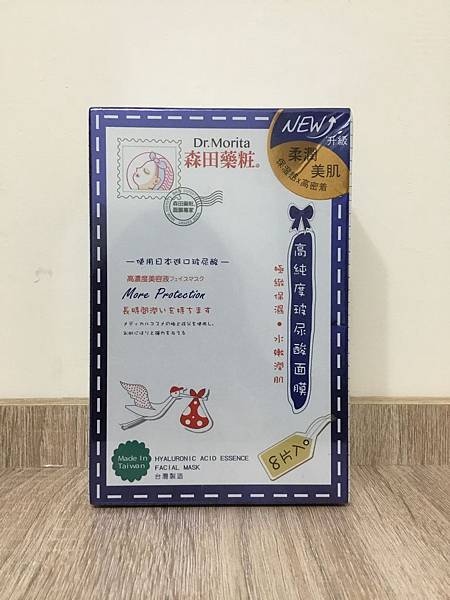 Dr.Morita
森田藥粧®
NEW
升級
柔潤
美肌
保濕感x高密着
森田藥粧
面膜專家
高純度玻尿酸面膜
極緻保濕•水嫩潤肌
—使用日本進口玻尿酸—
高濃度美容液フェイスマスク
More Protection
長時間潤いを持ちます
8片入
Made In
Taiwan
HYALURONIC ACID ESSENCE
FACIAL MASK
台灣製造